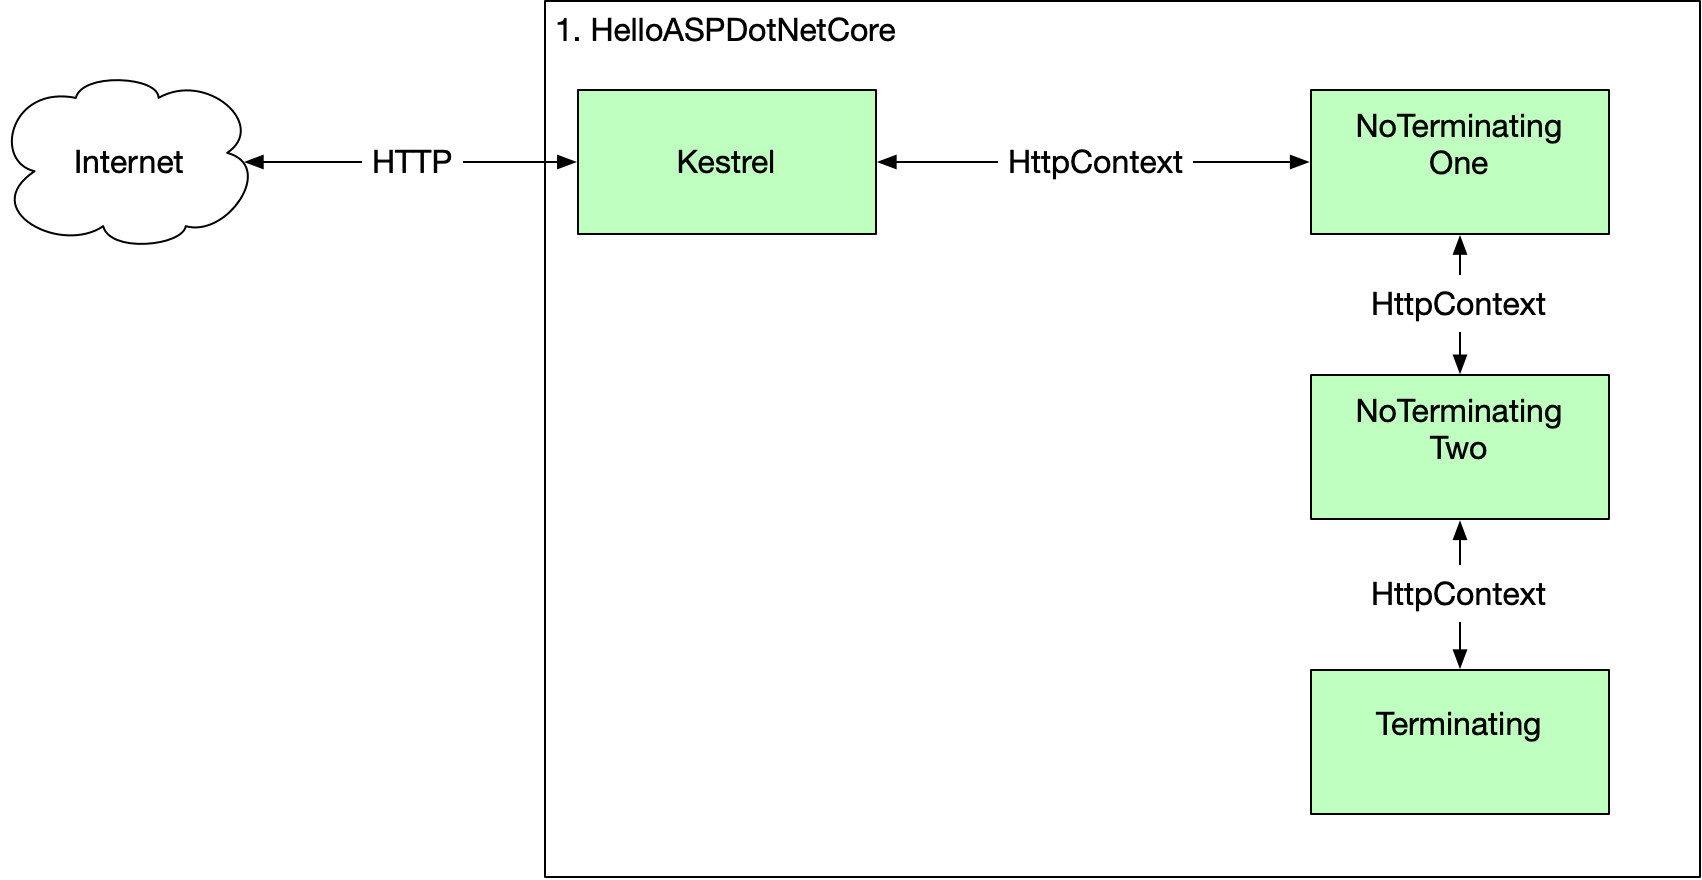 1. HelloASPDotNetCore
Internet
HTTP
Kestrel
HttpContext
NoTerminating
One
HttpContext
NoTerminating
Two
HttpContext
Terminating